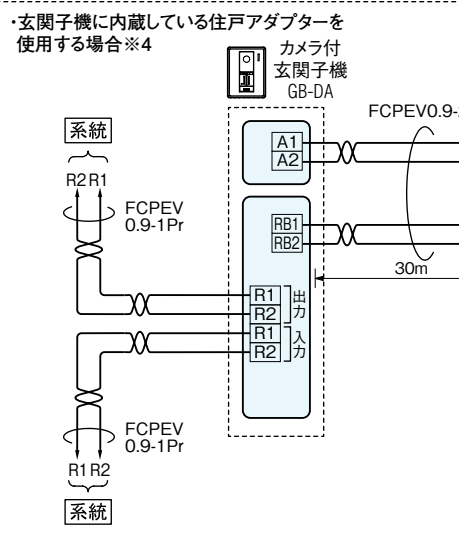 ・玄関子機に内蔵している住戸アダプターを
使用する場合※4
カメラ付
玄関子機
GB-DA
FCPEV0.9-
系統
A1
A2
R2 R1
FCPEV
0.9-1Pr
RB1
RB2
30m
R1
R2
出力
R1
R2
入力
FCPEV
0.9-1Pr
R1 R2
系統